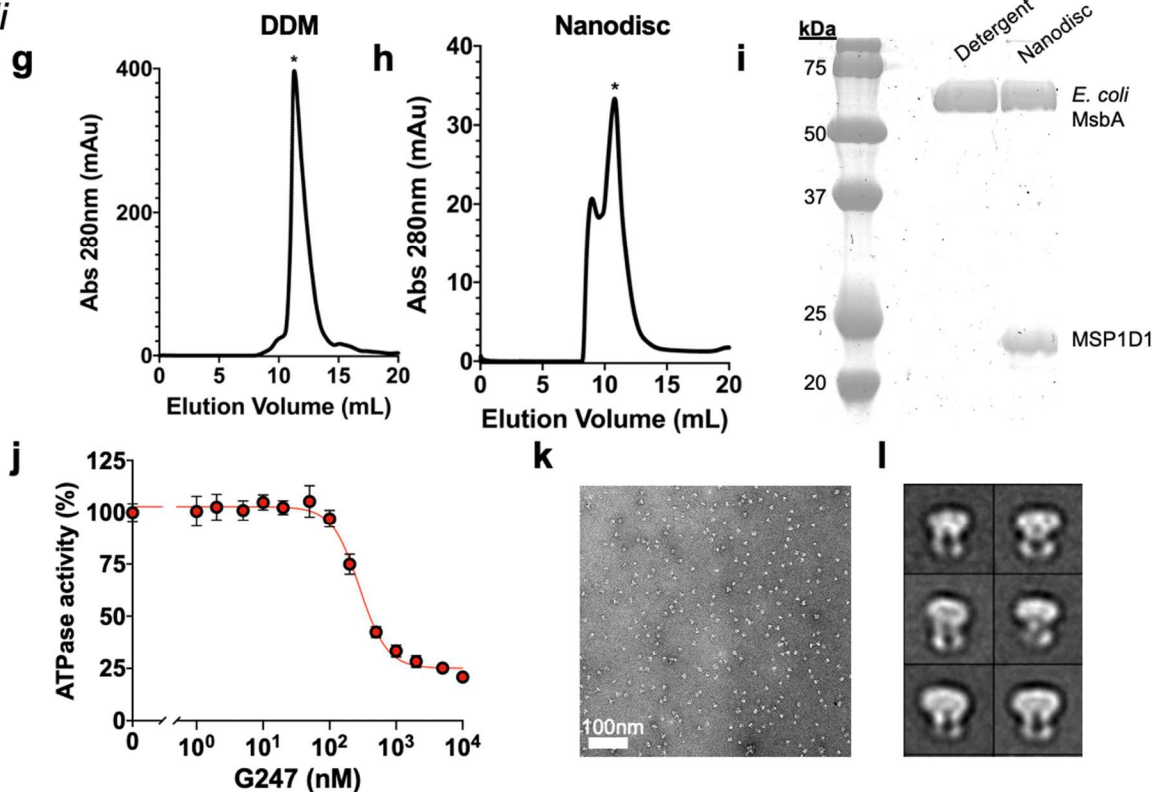 i
g
DDM
400
200
0
0 5 10 15 20
Abs 280nm (mAu)
Elution Volume (mL)
*
h
Nanodisc
40
30
20
10
0
0 5 10 15 20
Abs 280nm (mAu)
Elution Volume (mL)
*
i
kDa
75
50
37
25
20
Detergent
Nanodisc
E. coli
MsbA
MSP1D1
j
125
100
75
50
25
0
0 10⁰ 10¹ 10² 10³ 10⁴
ATPase activity (%)
G247 (nM)
k
100nm
l